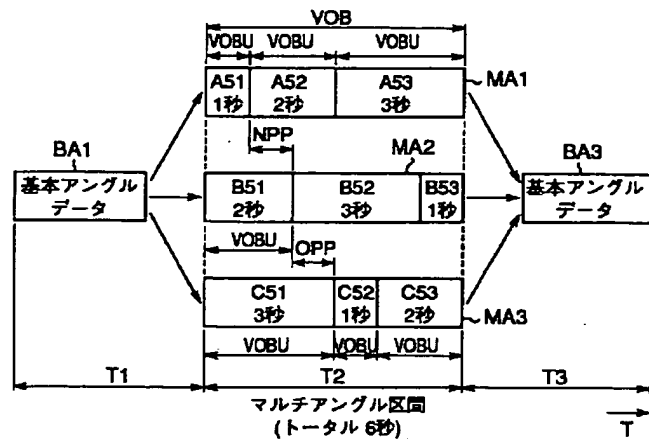 VOB
VOBU VOBU VOBU
A51 A52 A53
1秒 2秒 3秒
MA1
NPP
MA2
BA1
基本アングル
データ
B51 B52 B53
2秒 3秒 1秒
BA3
基本アングル
データ
VOBU
OPP
C51 C52 C53
3秒 1秒 2秒
MA3
VOBU VOBU VOBU
T1 T2 T3
マルチアングル区間
(トータル 6秒)
T